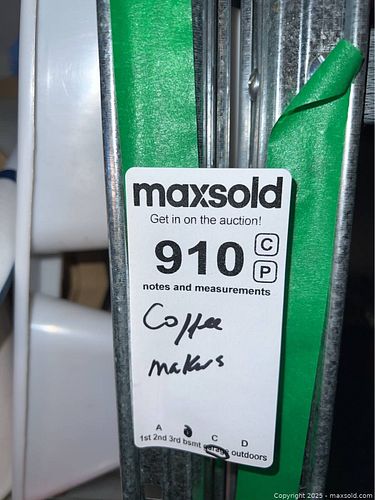 maxsold
Get in on the auction!
910 C
P
notes and measurements
Coffee
makers
A C D
1st 2nd 3rd bsmt garage outdoors
Copyright 2025 - maxsold.com